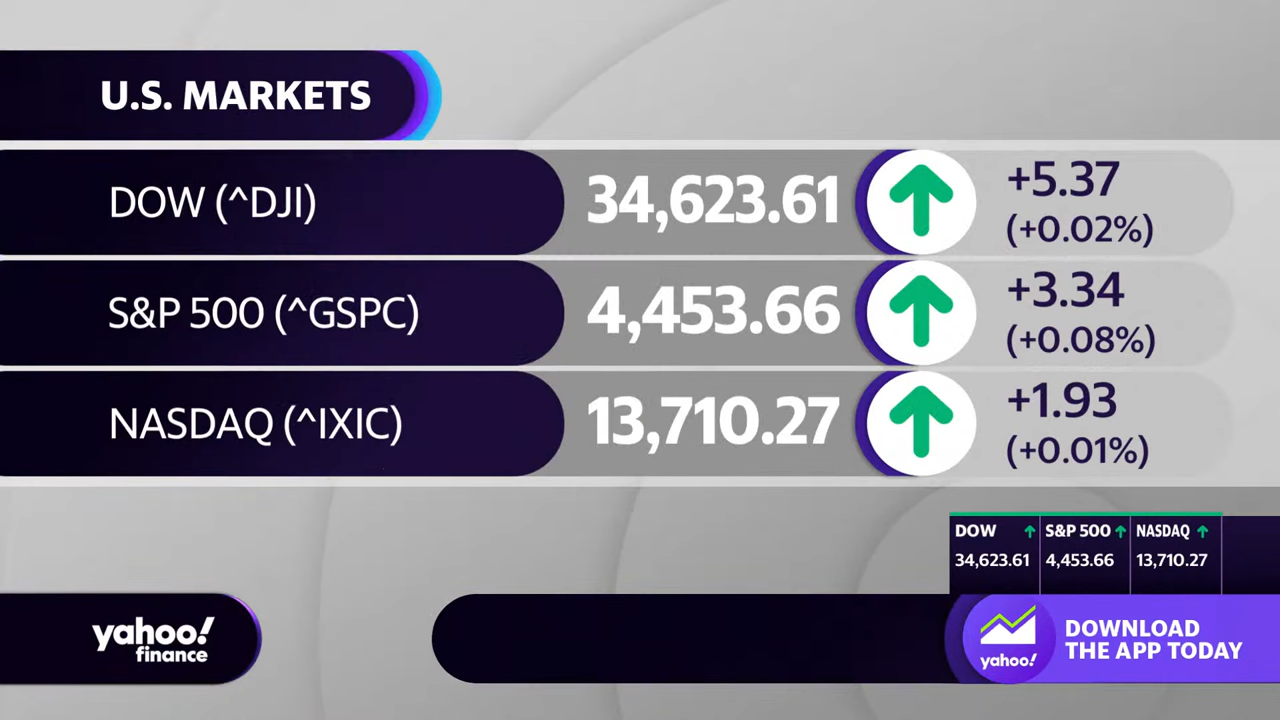 U.S. MARKETS
DOW (^DJI) 34,623.61 +5.37
(+0.02%)
S&P 500 (^GSPC) 4,453.66 +3.34
(+0.08%)
NASDAQ (^IXIC) 13,710.27 +1.93
(+0.01%)
DOW S&P 500 NASDAQ
34,623.61 4,453.66 13,710.27
yahoo!
finance
yahoo!
DOWNLOAD
THE APP TODAY